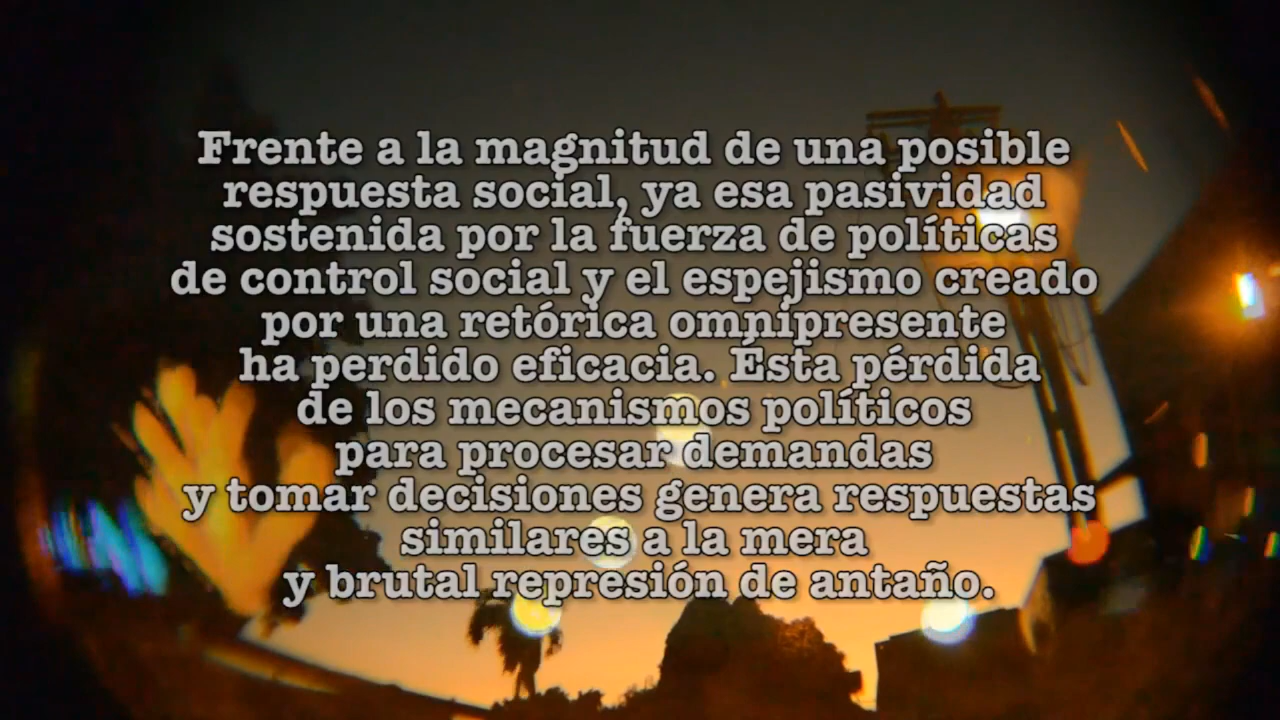 Frente a la magnitud de una posible
respuesta social, ya esa pasividad
sostenida por la fuerza de políticas
de control social y el espejismo creado
por una retórica omnipresente
ha perdido eficacia. Ésta pérdida
de los mecanismos políticos
para procesar demandas
y tomar decisiones genera respuestas
similares a la mera
y brutal represión de antaño.